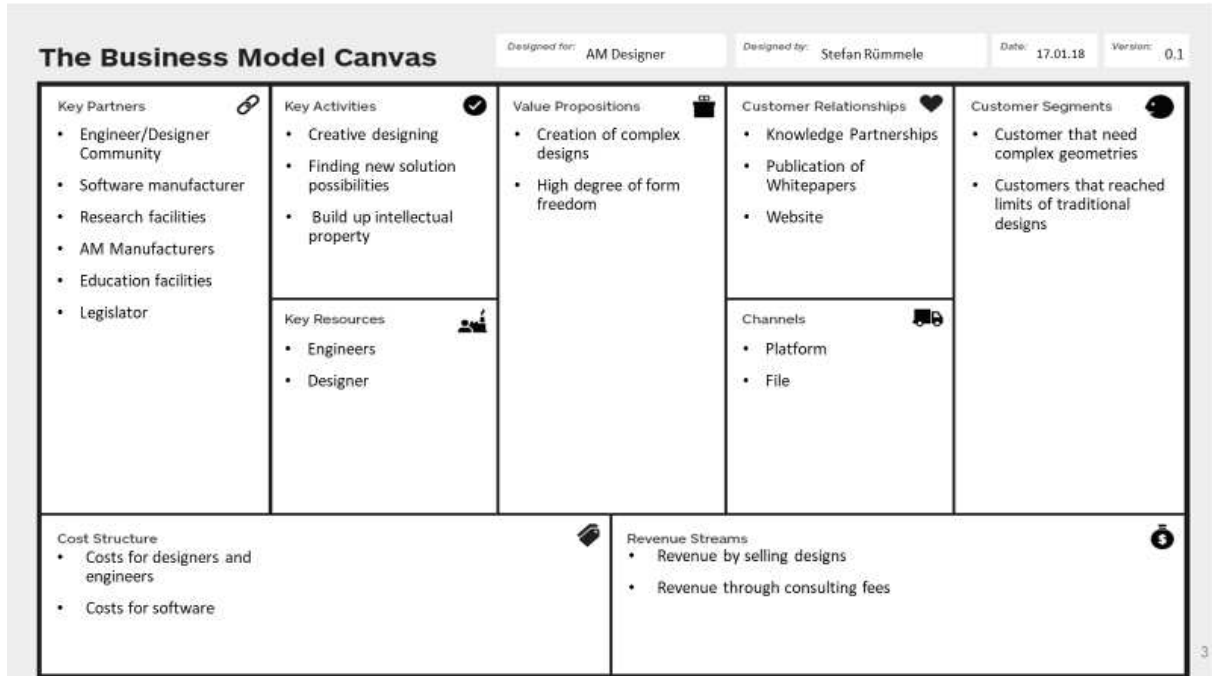 The Business Model Canvas
Designed for: AM Designer
Designed by: Stefan Rümmele
Date: 17.01.18
Version: 0.1
Key Partners
• Engineer/Designer
Community
• Software manufacturer
• Research facilities
• AM Manufacturers
• Education facilities
• Legislator
Key Activities
• Creative designing
• Finding new solution
possibilities
• Build up intellectual
property
Key Resources
• Engineers
• Designer
Value Propositions
• Creation of complex
designs
• High degree of form
freedom
Customer Relationships
• Knowledge Partnerships
• Publication of
Whitepapers
• Website
Channels
• Platform
• File
Customer Segments
• Customer that need
complex geometries
• Customers that reached
limits of traditional
designs
Cost Structure
• Costs for designers and
engineers
• Costs for software
Revenue Streams
• Revenue by selling designs
• Revenue through consulting fees
3